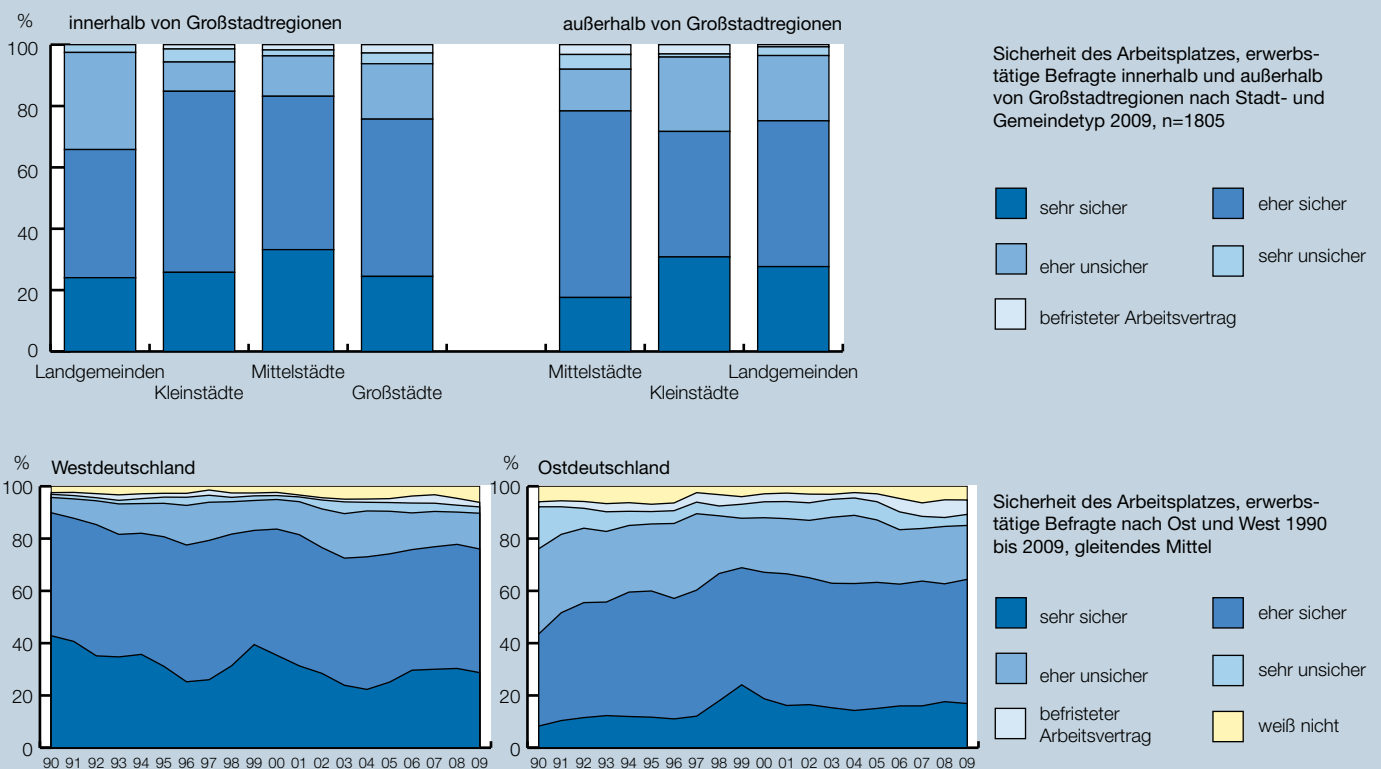 %
innerhalb von Großstadtregionen
außerhalb von Großstadtregionen
100
80
60
40
20
0
Landgemeinden
Kleinstädte
Mittelstädte
Großstädte
Mittelstädte
Kleinstädte
Landgemeinden
Sicherheit des Arbeitsplatzes, erwerbs-
tätige Befragte innerhalb und außerhalb
von Großstadtregionen nach Stadt- und
Gemeindetyp 2009, n=1805
sehr sicher
eher sicher
eher unsicher
sehr unsicher
befristeter Arbeitsvertrag
%
Westdeutschland
100
80
60
40
20
0
90 91 92 93 94 95 96 97 98 99 00 01 02 03 04 05 06 07 08 09
%
Ostdeutschland
100
80
60
40
20
0
90 91 92 93 94 95 96 97 98 99 00 01 02 03 04 05 06 07 08 09
Sicherheit des Arbeitsplatzes, erwerbs-
tätige Befragte nach Ost und West 1990
bis 2009, gleitendes Mittel
sehr sicher
eher sicher
eher unsicher
sehr unsicher
befristeter
Arbeitsvertrag
weiß nicht